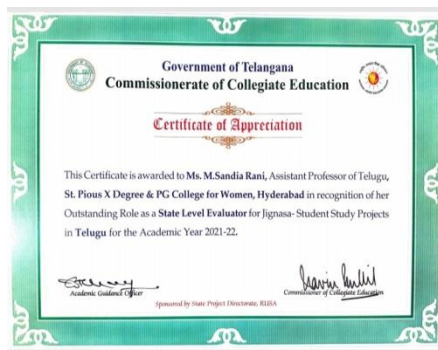 Government of Telangana
Commissionerate of Collegiate Education
Certificate of Appreciation
This Certificate is awarded to Ms. M.Sandia Rani, Assistant Professor of Telugu,
St. Pious X Degree & PG College for Women, Hyderabad in recognition of her
Outstanding Role as a State Level Evaluator for Jignasa- Student Study Projects
in Telugu for the Academic Year 2021-22.
Academic Guidance Officer
Commissioner of Collegiate Education
Sponsored by State Project Directorate, RUSA